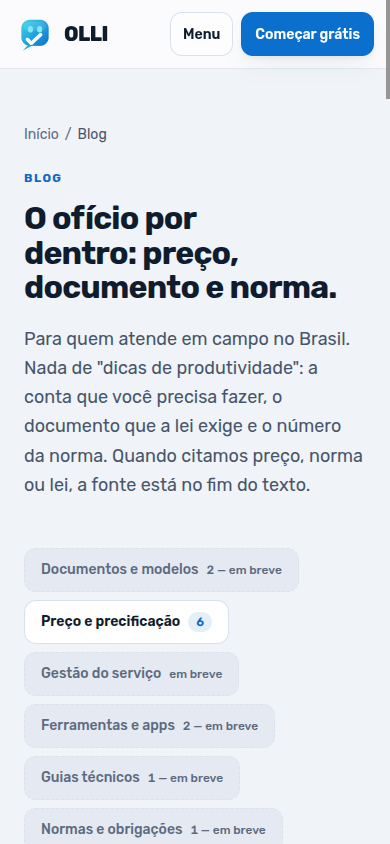 OLLI
Menu
Começar grátis
Início / Blog
BLOG
O ofício por
dentro: preço,
documento e norma.
Para quem atende em campo no Brasil.
Nada de "dicas de produtividade": a
conta que você precisa fazer, o
documento que a lei exige e o número
da norma. Quando citamos preço, norma
ou lei, a fonte está no fim do texto.
Documentos e modelos 2 — em breve
Preço e precificação 6
Gestão do serviço em breve
Ferramentas e apps 2 — em breve
Guias técnicos 1 — em breve
Normas e obrigações 1 — em breve